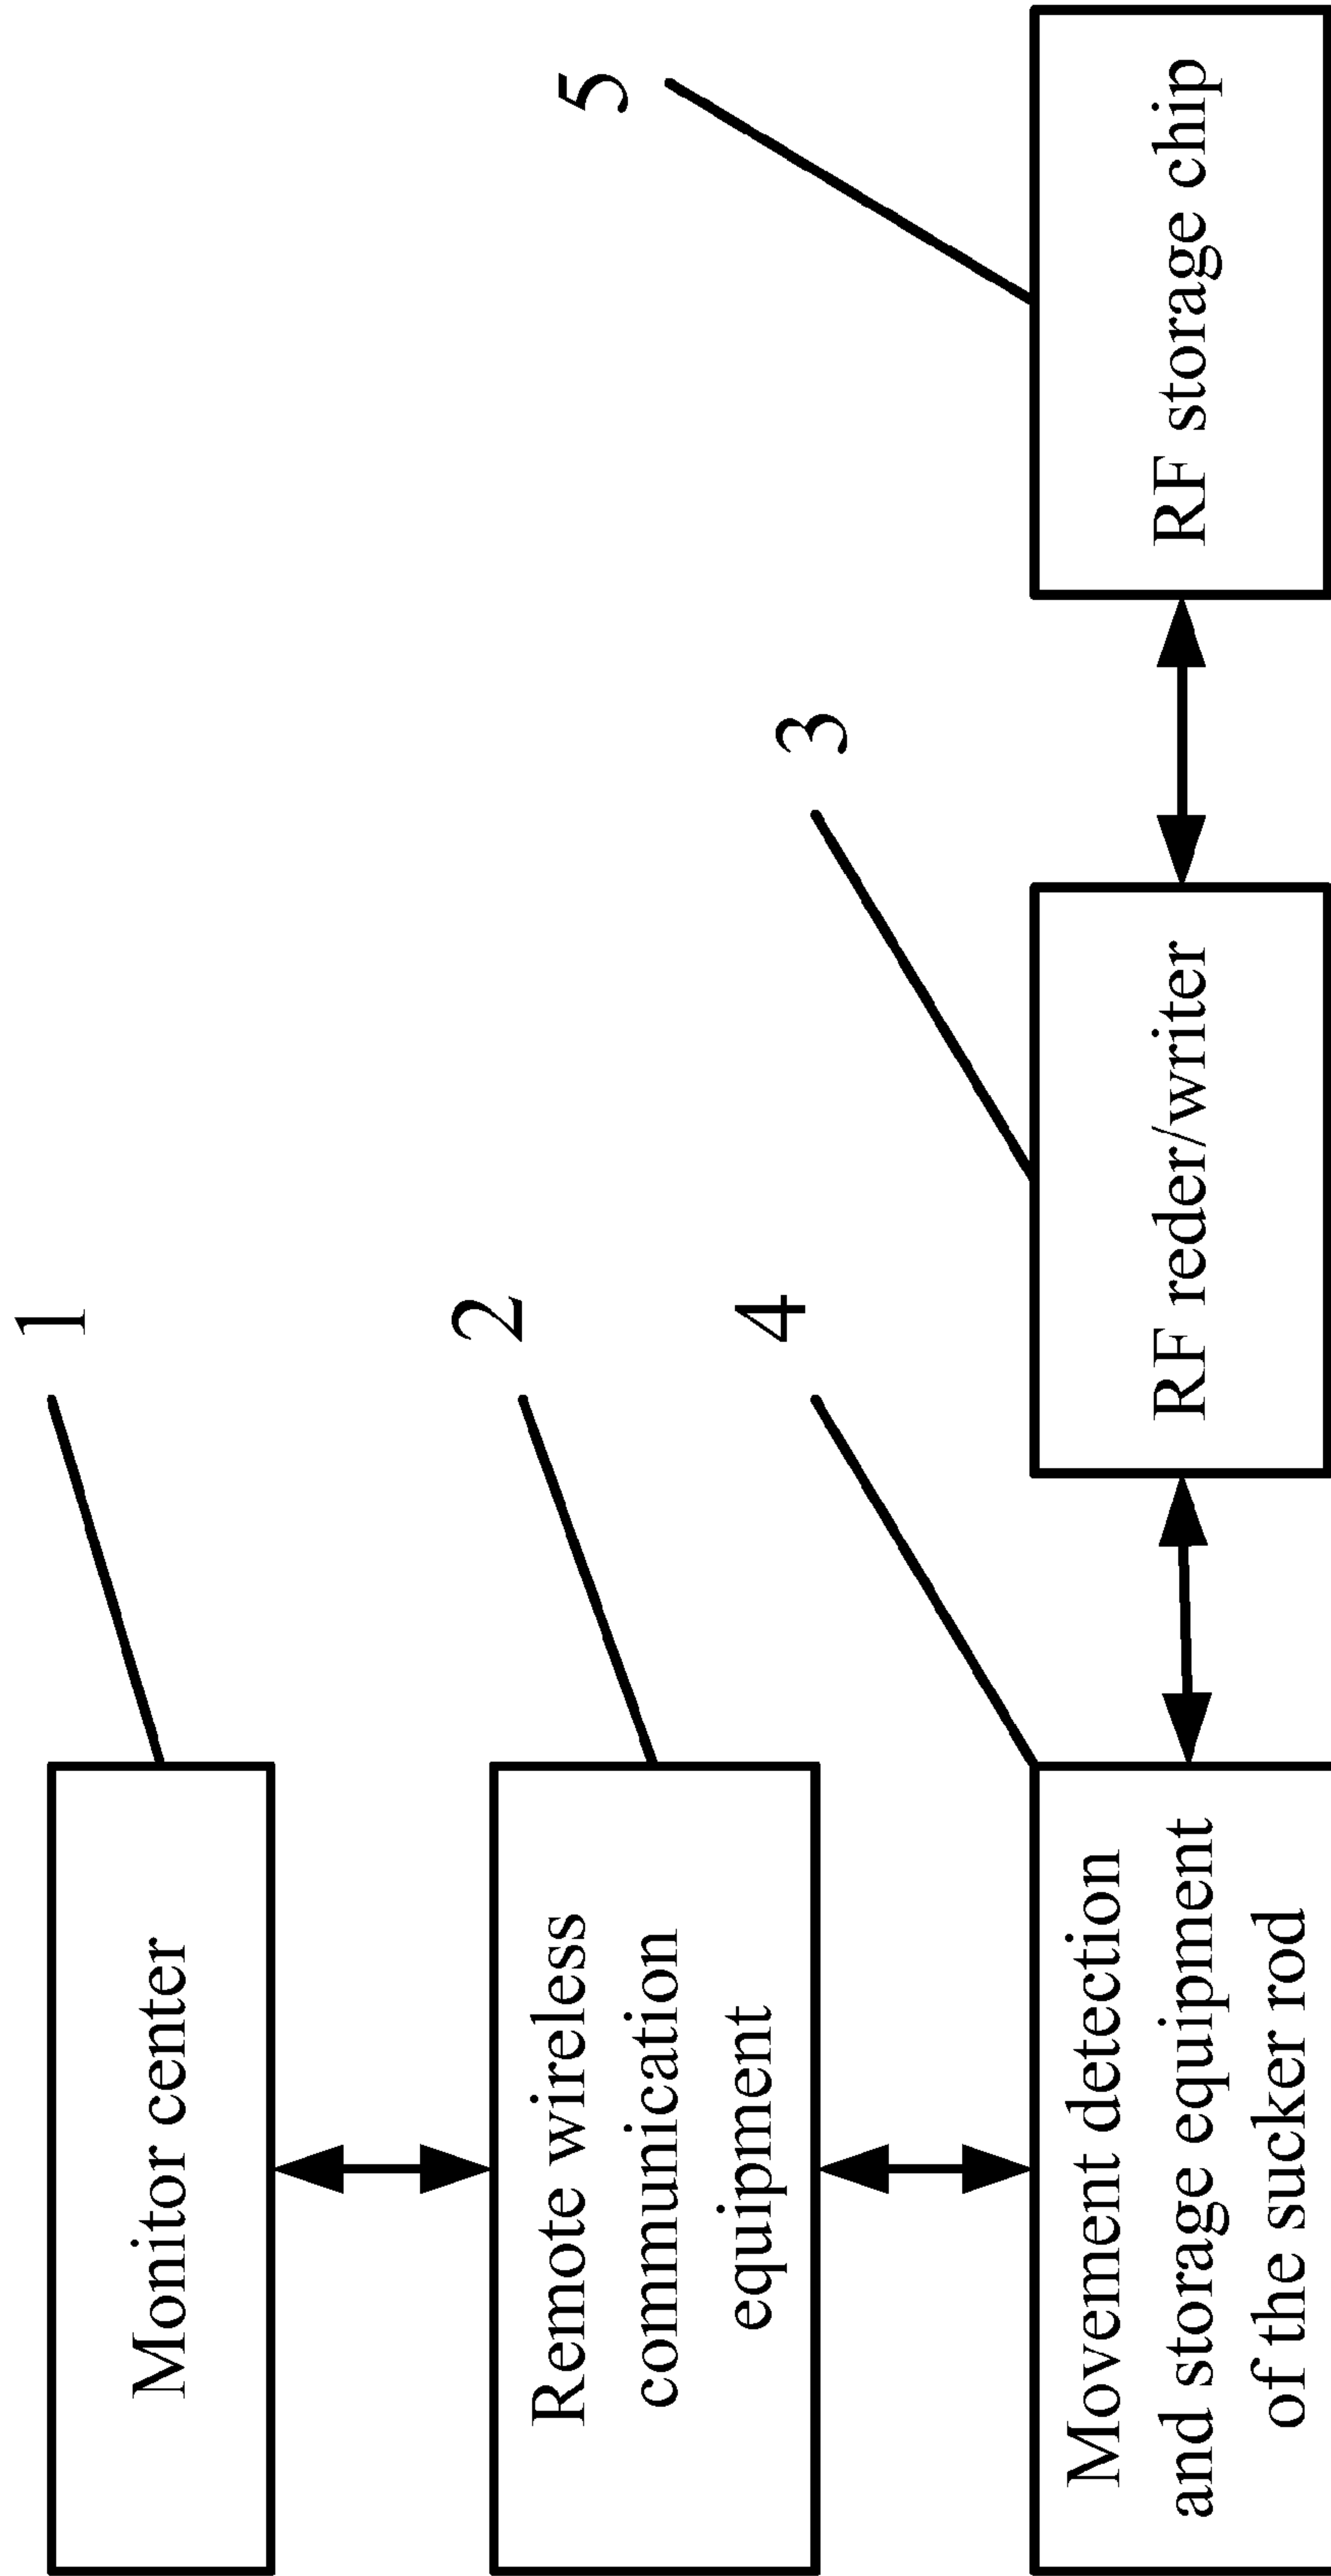 1
Monitor center
2
Remote wireless
communication
equipment
4
Movement detection
and storage equipment
of the sucker rod
3
RF reder/writer
5
RF storage chip